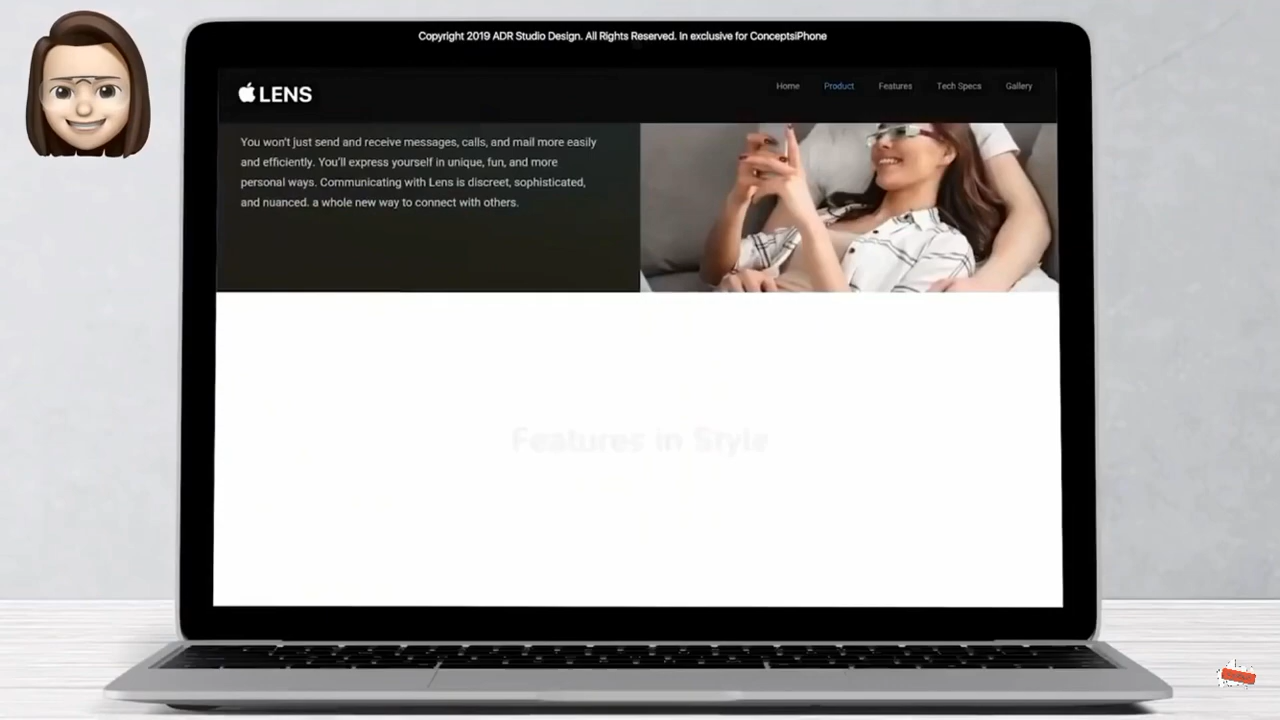 Copyright 2019 ADR Studio Design. All Rights Reserved. In exclusive for ConceptsiPhone
LENS
Home Product Features Tech Specs Gallery
You won't just send and receive messages, calls, and mail more easily
and efficiently. You'll express yourself in unique, fun, and more
personal ways. Communicating with Lens is discreet, sophisticated,
and nuanced. a whole new way to connect with others.
Features in Style